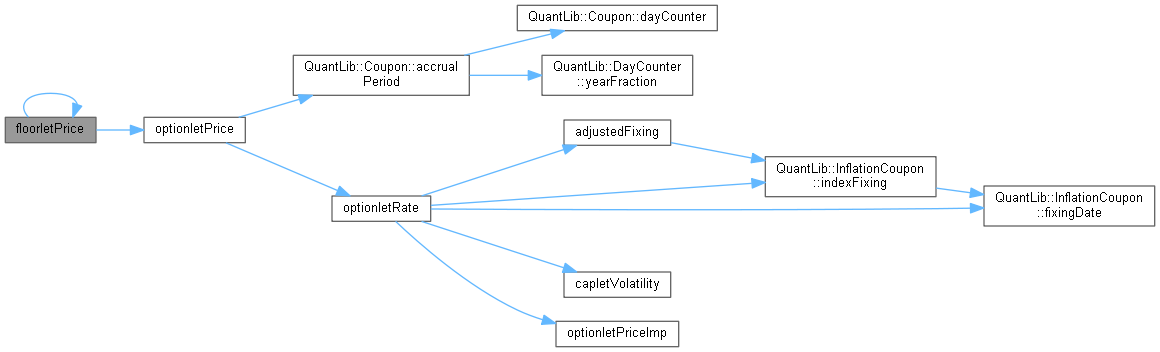 QuantLib::Coupon::dayCounter
QuantLib::Coupon::accrual
Period
QuantLib::DayCounter
::yearFraction
floorletPrice
optionletPrice
adjustedFixing
QuantLib::InflationCoupon
::indexFixing
optionletRate
QuantLib::InflationCoupon
::fixingDate
capletVolatility
optionletPriceImp